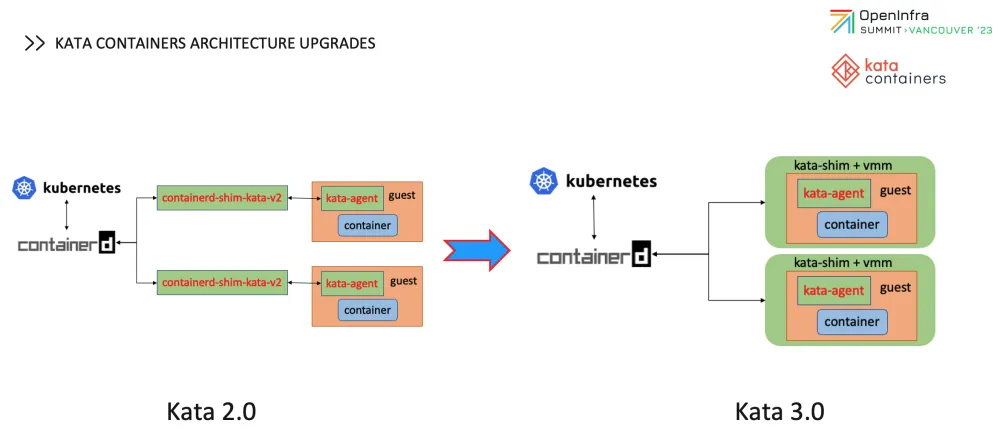 OpenInfra
SUMMIT>VANCOUVER '23
>> KATA CONTAINERS ARCHITECTURE UPGRADES
kata
containers
kubernetes
containerd
containerd-shim-kata-v2
kata-agent
guest
container
containerd-shim-kata-v2
kata-agent
guest
container
Kata 2.0
kubernetes
containerd
kata-shim + vmm
kata-agent
guest
container
kata-shim + vmm
kata-agent
guest
container
Kata 3.0